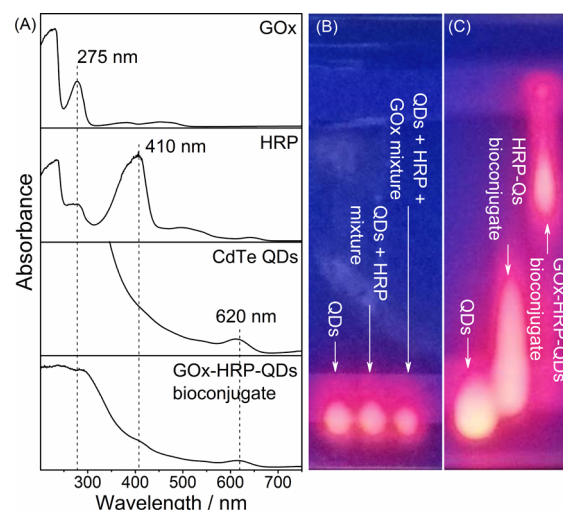 (A)
GOx
275 nm
HRP
410 nm
CdTe QDs
620 nm
GOx-HRP-QDs
bioconjugate
Absorbance
300 400 500 600 700
Wavelength / nm
(B)
QDs
QDs + HRP
mixture
QDs + HRP +
GOx mixture
(C)
QDs
HRP-Qs
bioconjugate
GOx-HRP-QDs
bioconjugate